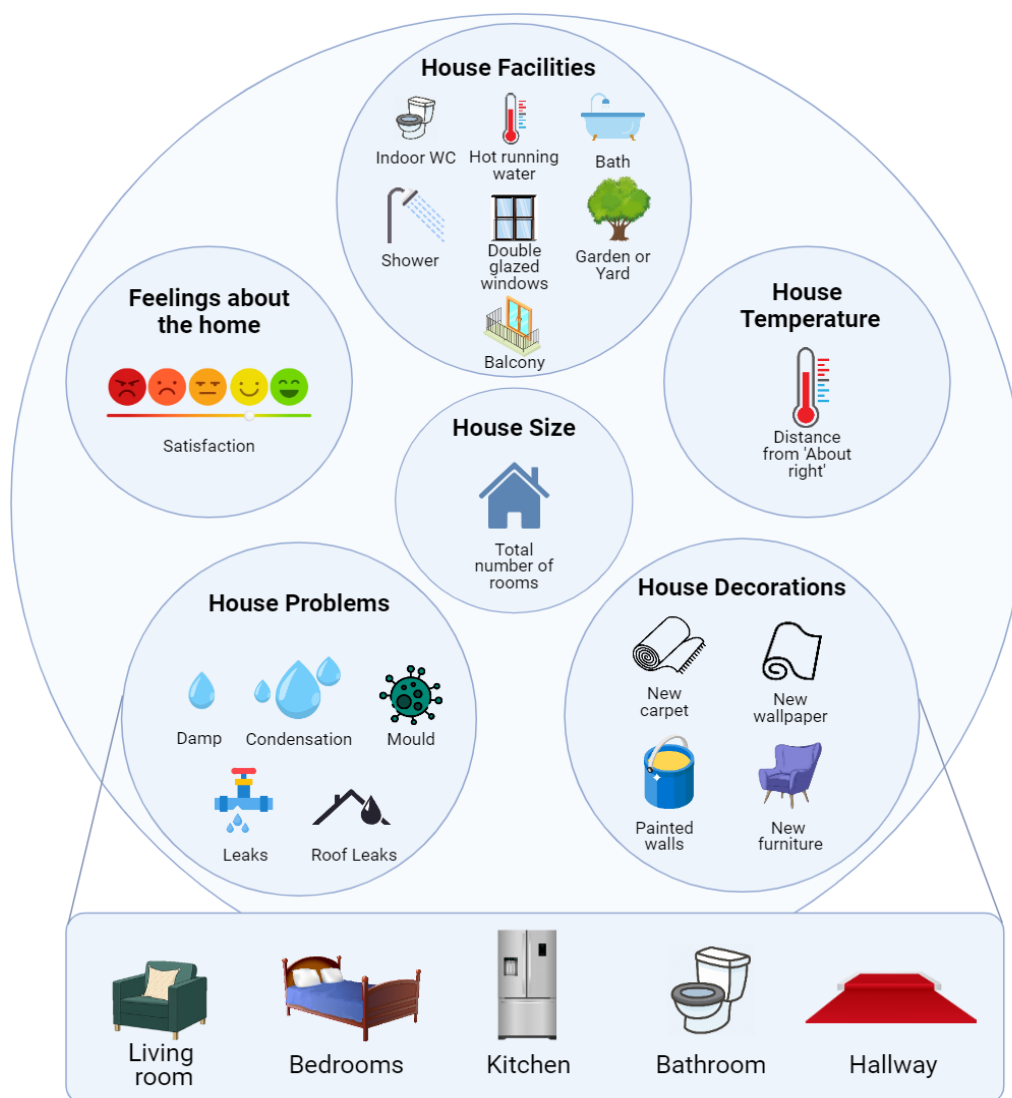 House Facilities
Indoor WC
Hot running
water
Bath
Shower
Double
glazed
windows
Garden or
Yard
Balcony
Feelings about
the home
Satisfaction
House
Temperature
Distance
from 'About
right'
House Size
Total
number of
rooms
House Problems
Damp
Condensation
Mould
Leaks
Roof Leaks
House Decorations
New
carpet
New
wallpaper
Painted
walls
New
furniture
Living
room
Bedrooms
Kitchen
Bathroom
Hallway